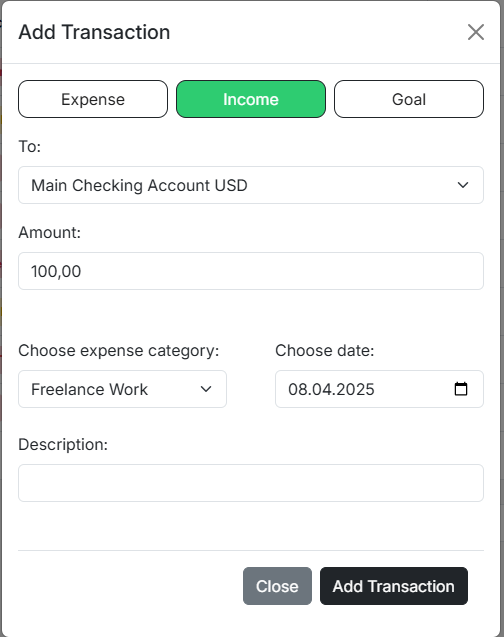 Add Transaction
Expense Income Goal
To:
Main Checking Account USD
Amount:
100,00
Choose expense category: Choose date:
Freelance Work 08.04.2025
Description:
Close Add Transaction